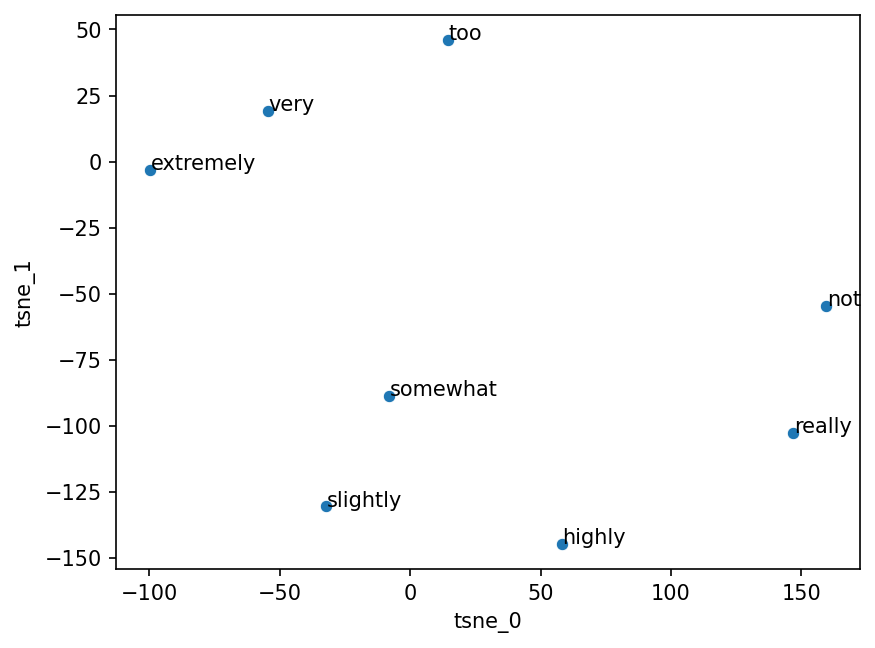 50
too
25
very
0
extremely
−25
−50
not
−75
somewhat
−100
really
−125
slightly
highly
−150
−100 −50 0 50 100 150
tsne_0
tsne_1